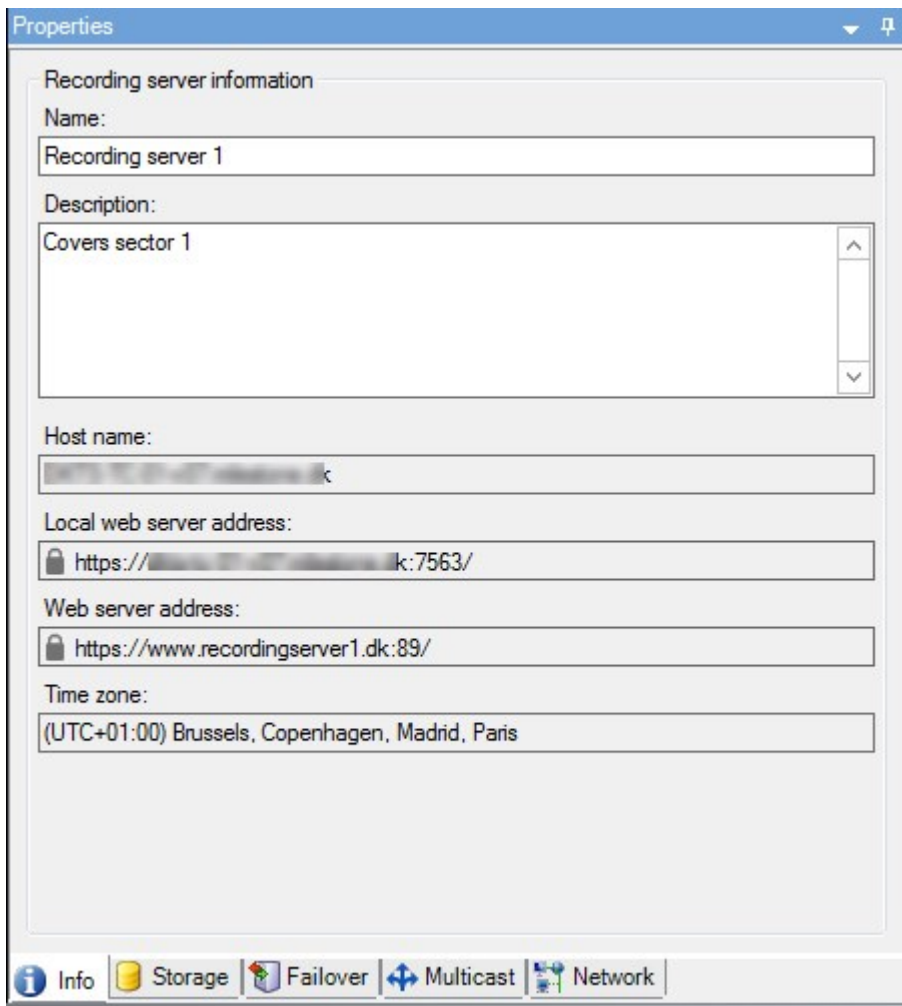 Properties
Recording server information
Name:
Recording server 1
Description:
Covers sector 1
Host name:
Local web server address:
https:// k:7563/
Web server address:
https://www.recordingserver1.dk:89/
Time zone:
(UTC+01:00) Brussels, Copenhagen, Madrid, Paris
Info Storage Failover Multicast Network